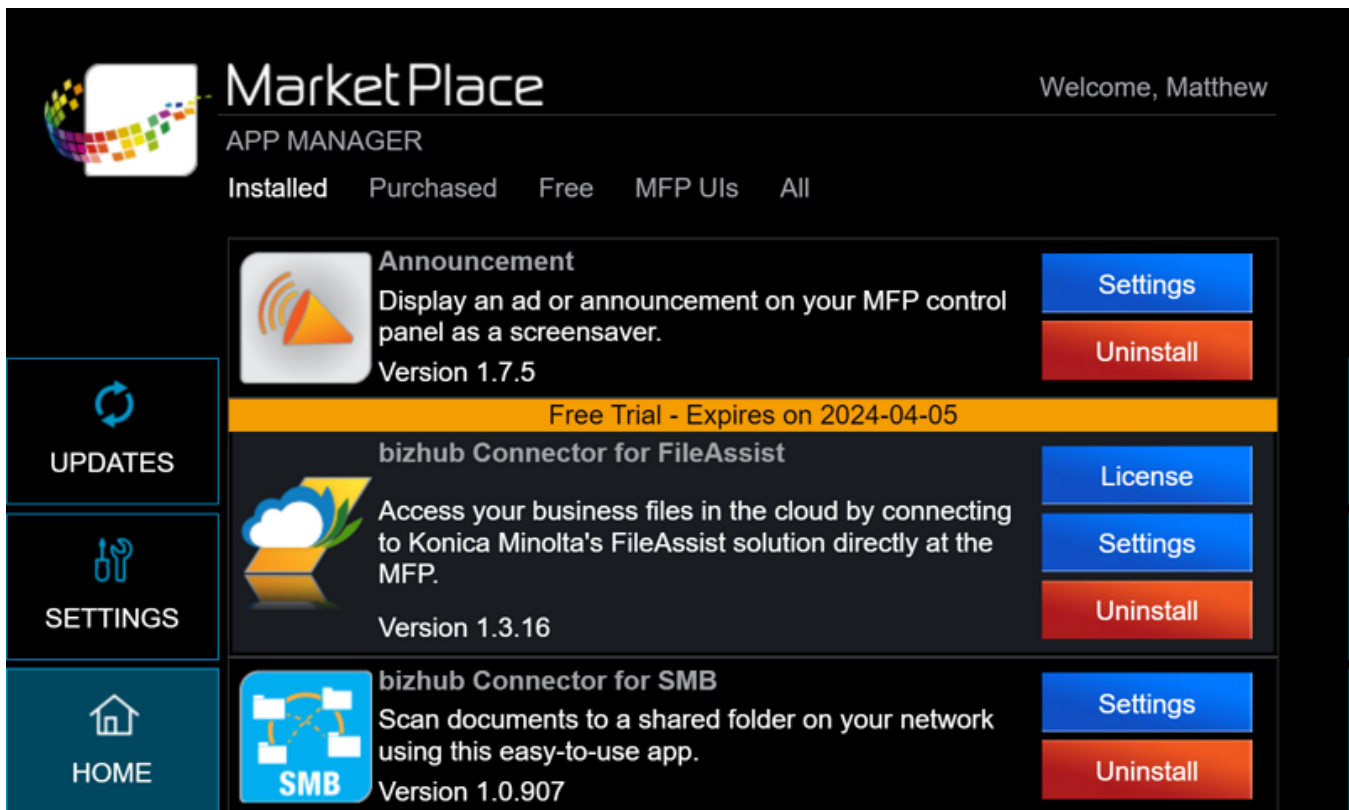 MarketPlace
Welcome, Matthew
APP MANAGER
Installed Purchased Free MFP UIs All
Announcement
Display an ad or announcement on your MFP control
panel as a screensaver.
Version 1.7.5
Settings
Uninstall
Free Trial - Expires on 2024-04-05
bizhub Connector for FileAssist
Access your business files in the cloud by connecting
to Konica Minolta's FileAssist solution directly at the
MFP.
Version 1.3.16
License
Settings
Uninstall
SMB
bizhub Connector for SMB
Scan documents to a shared folder on your network
using this easy-to-use app.
Version 1.0.907
Settings
Uninstall
UPDATES
SETTINGS
HOME